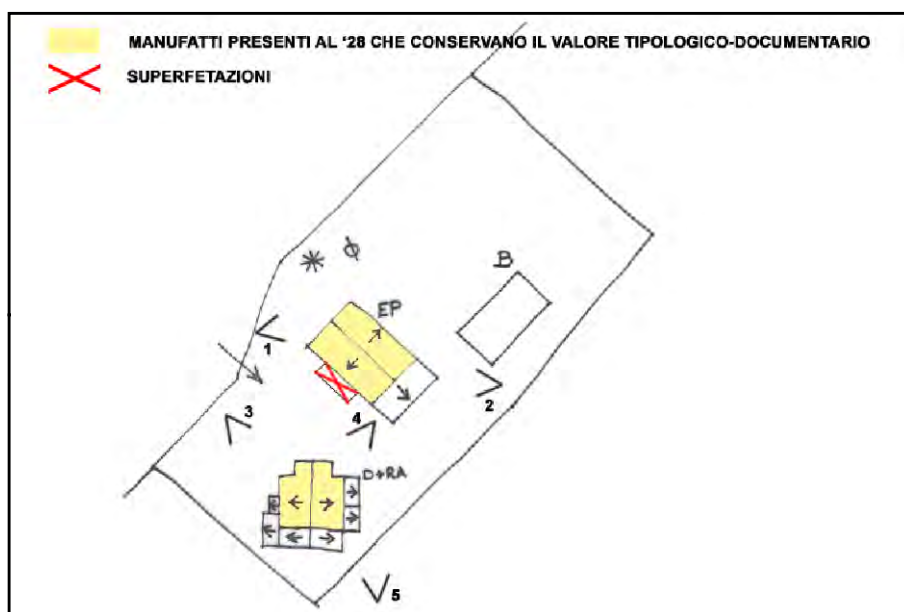 MANUFATTI PRESENTI AL '28 CHE CONSERVANO IL VALORE TIPOLOGICO-DOCUMENTARIO
SUPERFETAZIONI
B
EP
1
2
3
4
D+RA
5